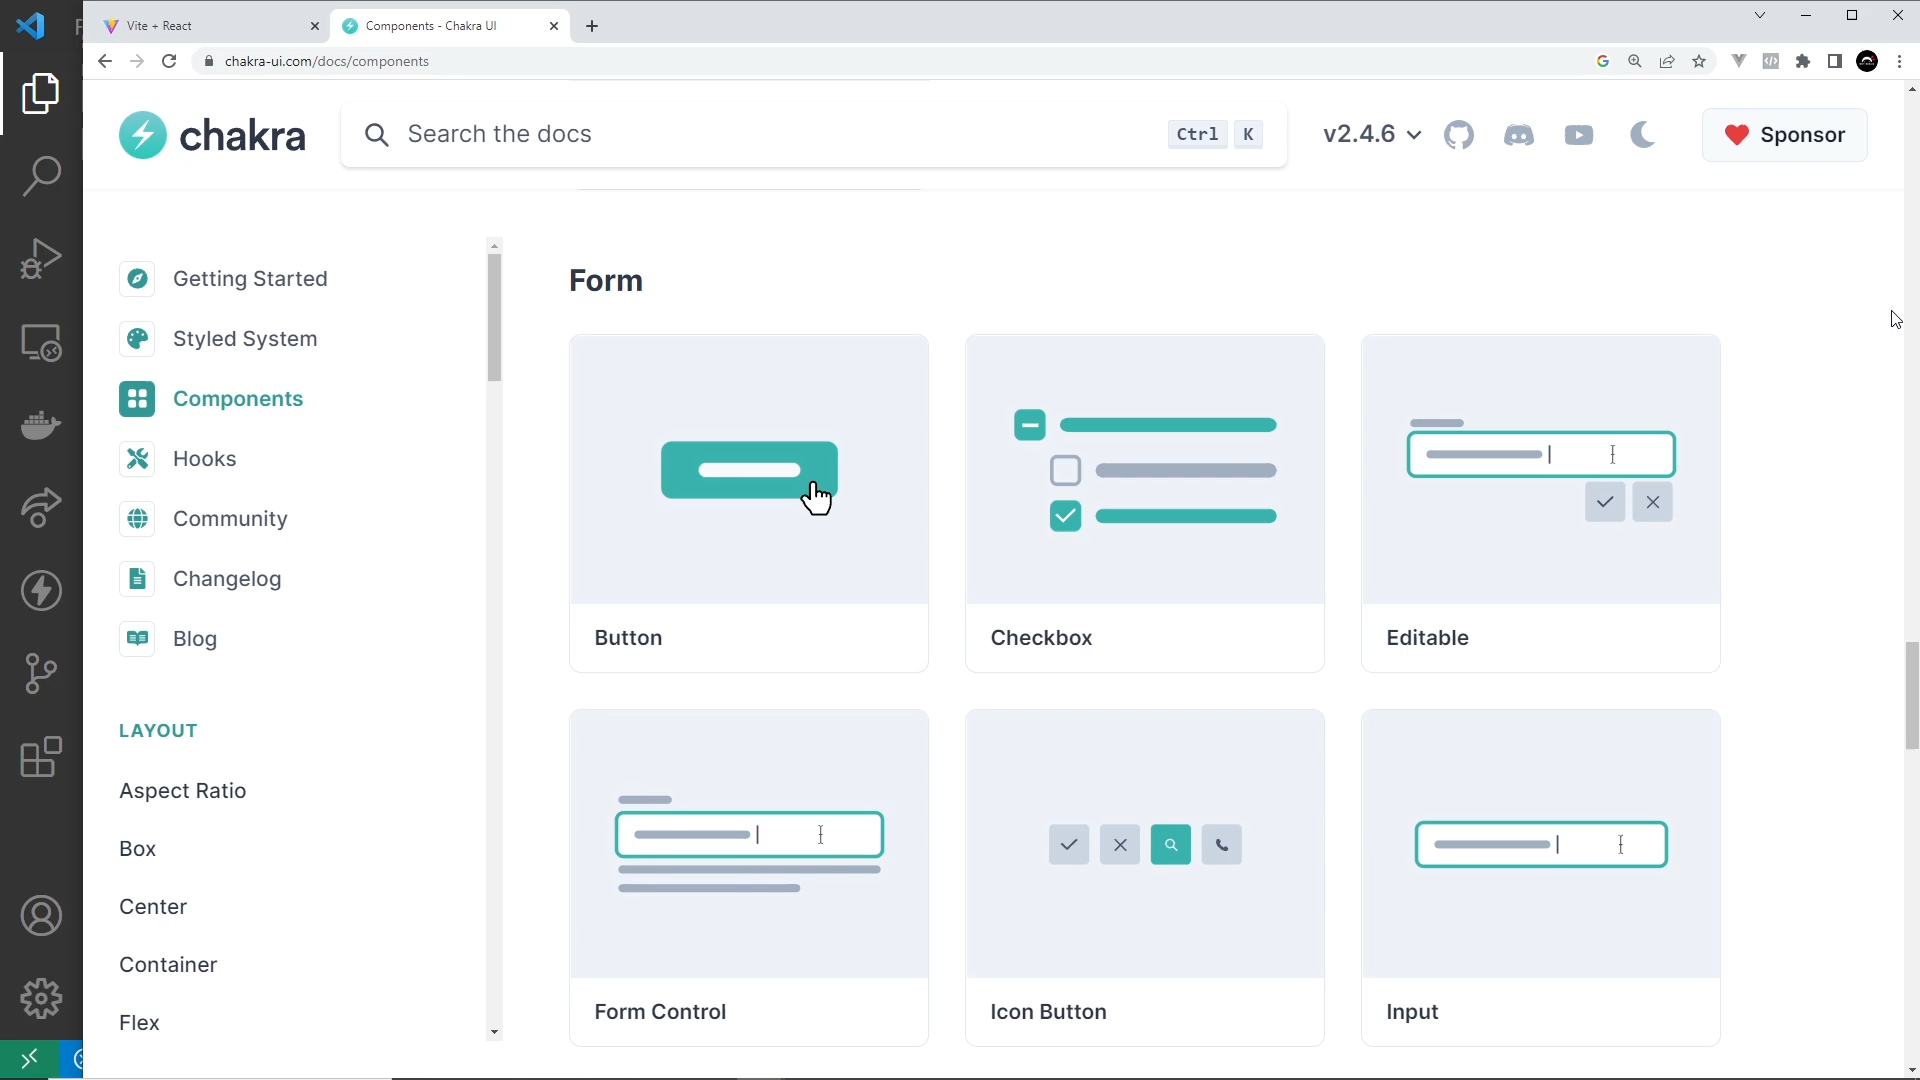 Vite + React
Components - Chakra UI
chakra-ui.com/docs/components
chakra
Search the docs
Ctrl K
v2.4.6
Sponsor
Getting Started
Styled System
Components
Hooks
Community
Changelog
Blog
LAYOUT
Aspect Ratio
Box
Center
Container
Flex
Form
Button
Checkbox
Editable
Form Control
Icon Button
Input